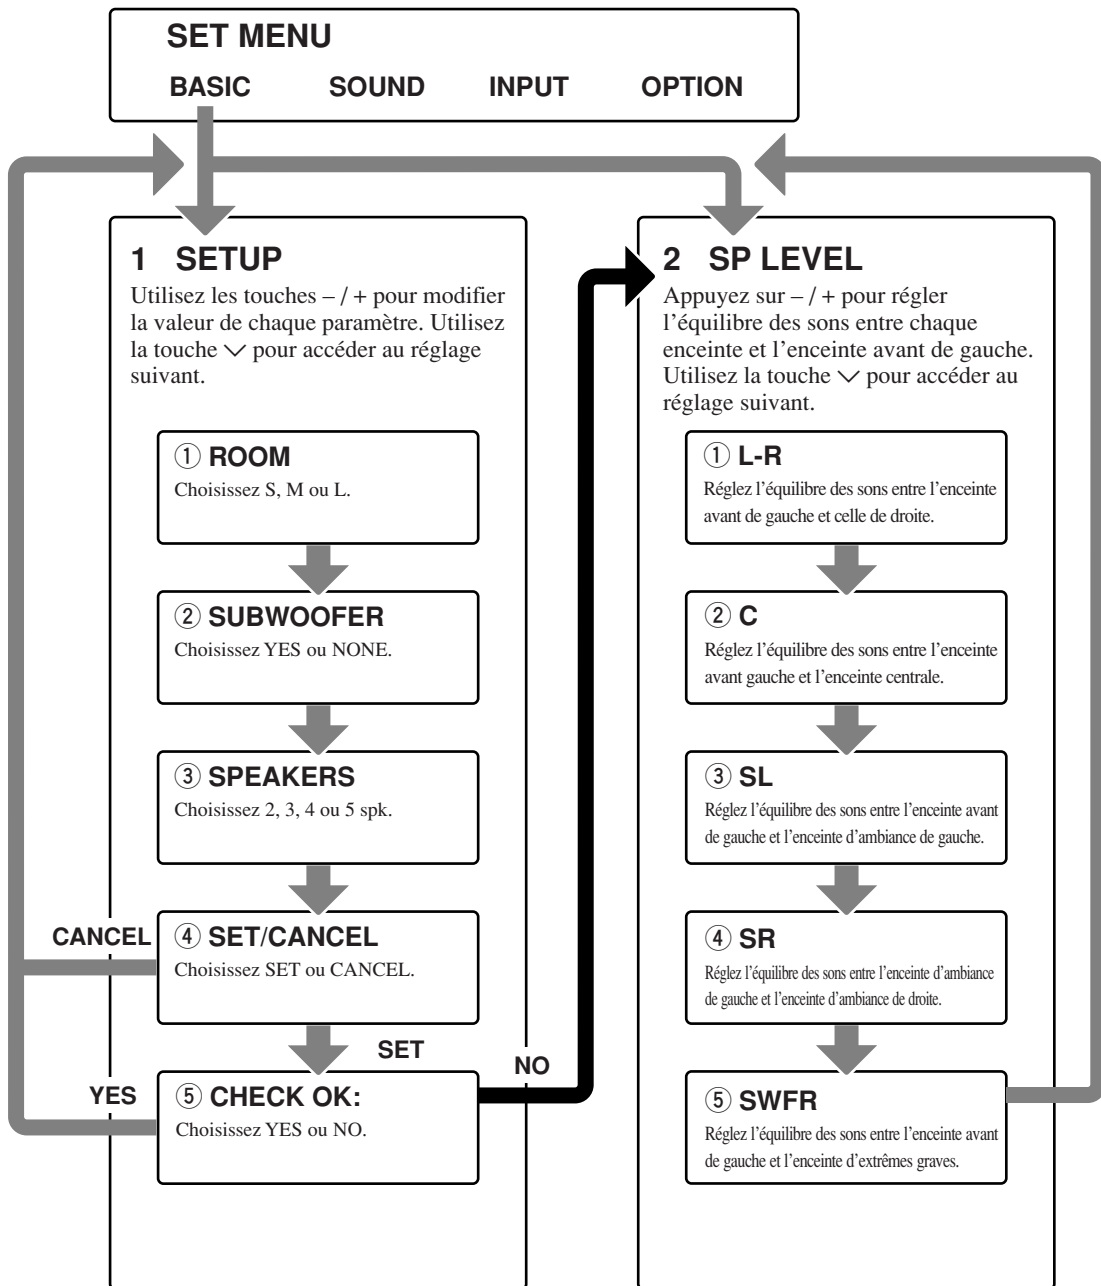 SET MENU
BASIC SOUND INPUT OPTION
1 SETUP
Utilisez les touches – / + pour modifier
la valeur de chaque paramètre. Utilisez
la touche ∨ pour accéder au réglage
suivant.
① ROOM
Choisissez S, M ou L.
② SUBWOOFER
Choisissez YES ou NONE.
③ SPEAKERS
Choisissez 2, 3, 4 ou 5 spk.
CANCEL
④ SET/CANCEL
Choisissez SET ou CANCEL.
SET
NO
YES
⑤ CHECK OK:
Choisissez YES ou NO.
2 SP LEVEL
Appuyez sur – / + pour régler
l’équilibre des sons entre chaque
enceinte et l’enceinte avant de gauche.
Utilisez la touche ∨ pour accéder au
réglage suivant.
① L-R
Réglez l’équilibre des sons entre l’enceinte
avant de gauche et celle de droite.
② C
Réglez l’équilibre des sons entre l’enceinte
avant gauche et l’enceinte centrale.
③ SL
Réglez l’équilibre des sons entre l’enceinte avant
de gauche et l’enceinte d’ambiance de gauche.
④ SR
Réglez l’équilibre des sons entre l’enceinte d’ambiance
de gauche et l’enceinte d’ambiance de droite.
⑤ SWFR
Réglez l’équilibre des sons entre l’enceinte avant
de gauche et l’enceinte d’extrêmes graves.